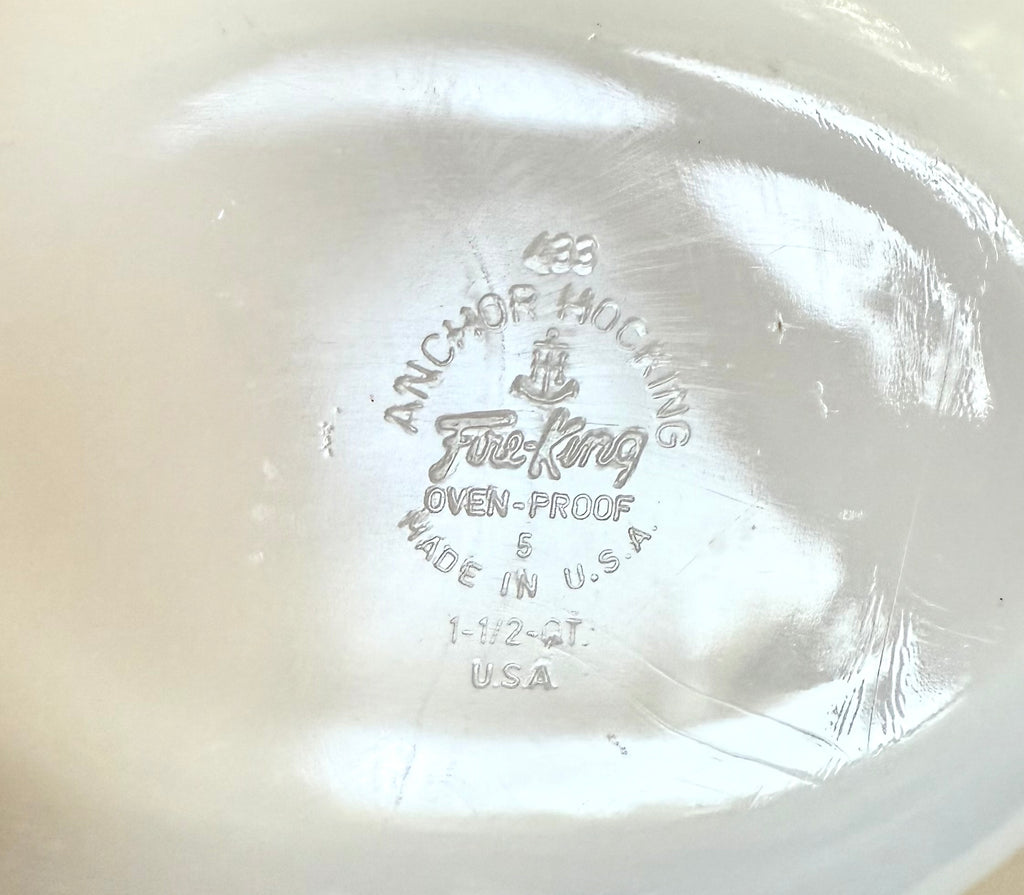 433
ANCHOR HOCKING
Fire-King
OVEN-PROOF
5
MADE IN U.S.A.
1-1/2-QT.
U.S.A.